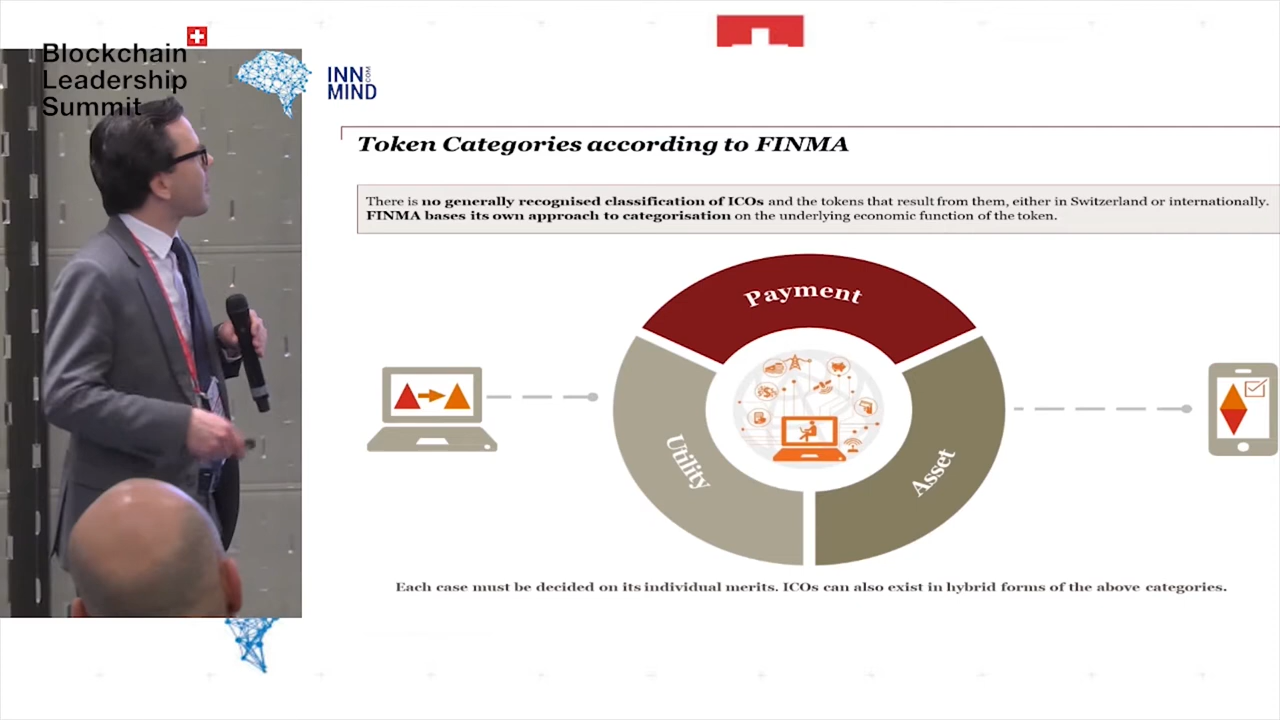 Blockchain
Leadership
Summit
INN
MIND
.COM
Token Categories according to FINMA
There is no generally recognised classification of ICOs and the tokens that result from them, either in Switzerland or internationally.
FINMA bases its own approach to categorisation on the underlying economic function of the token.
Payment
Utility
Asset
Each case must be decided on its individual merits. ICOs can also exist in hybrid forms of the above categories.